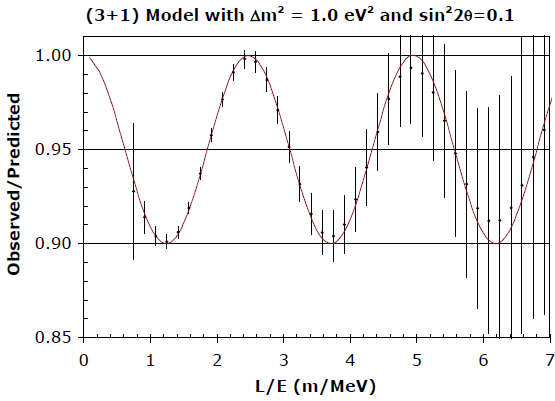 (3+1) Model with Δm² = 1.0 eV² and sin²2θ=0.1
1.00
0.95
0.90
0.85
Observed/Predicted
0 1 2 3 4 5 6 7
L/E (m/MeV)